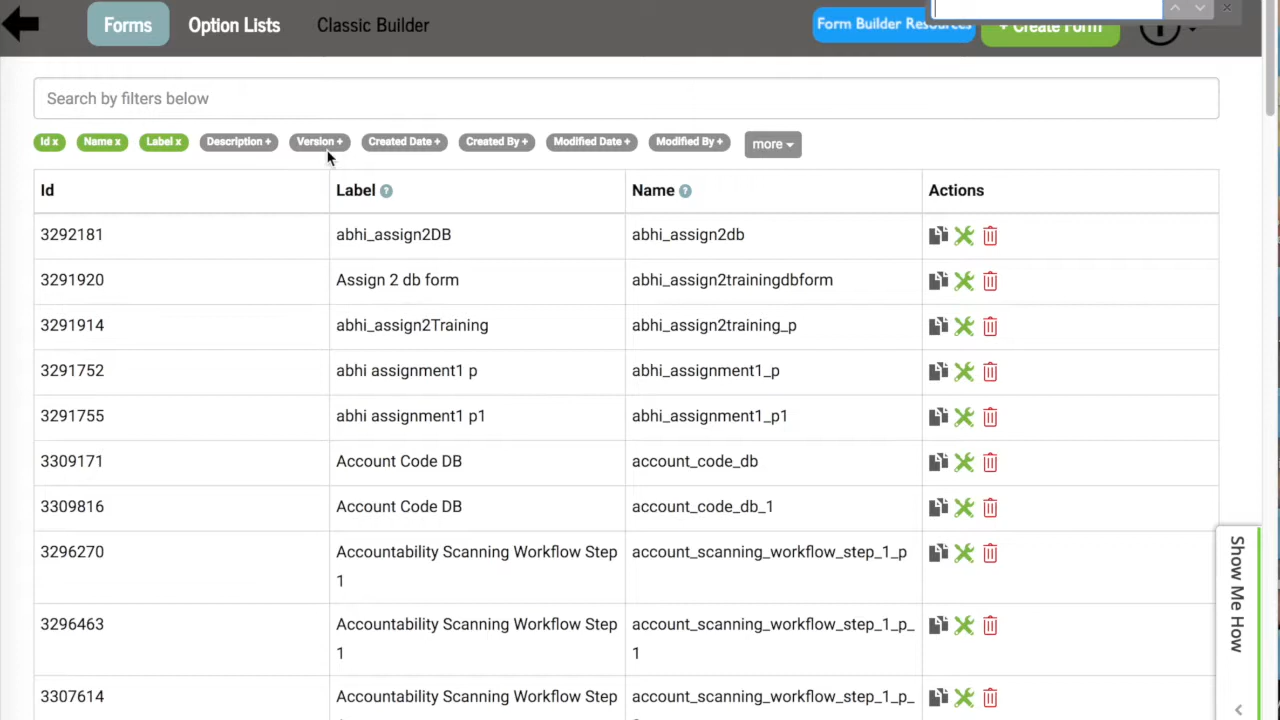 Forms
Option Lists
Classic Builder
Form Builder Resources
+ Create Form
Search by filters below
Id x
Name x
Label x
Description +
Version +
Created Date +
Created By +
Modified Date +
Modified By +
more
Id
Label ?
Name ?
Actions
3292181
abhi_assign2DB
abhi_assign2db
3291920
Assign 2 db form
abhi_assign2trainingdbform
3291914
abhi_assign2Training
abhi_assign2training_p
3291752
abhi assignment1 p
abhi_assignment1_p
3291755
abhi assignment1 p1
abhi_assignment1_p1
3309171
Account Code DB
account_code_db
3309816
Account Code DB
account_code_db_1
3296270
Accountability Scanning Workflow Step
1
account_scanning_workflow_step_1_p
3296463
Accountability Scanning Workflow Step
1
account_scanning_workflow_step_1_p_
1
3307614
Accountability Scanning Workflow Step
account_scanning_workflow_step_1_p_
Show Me How